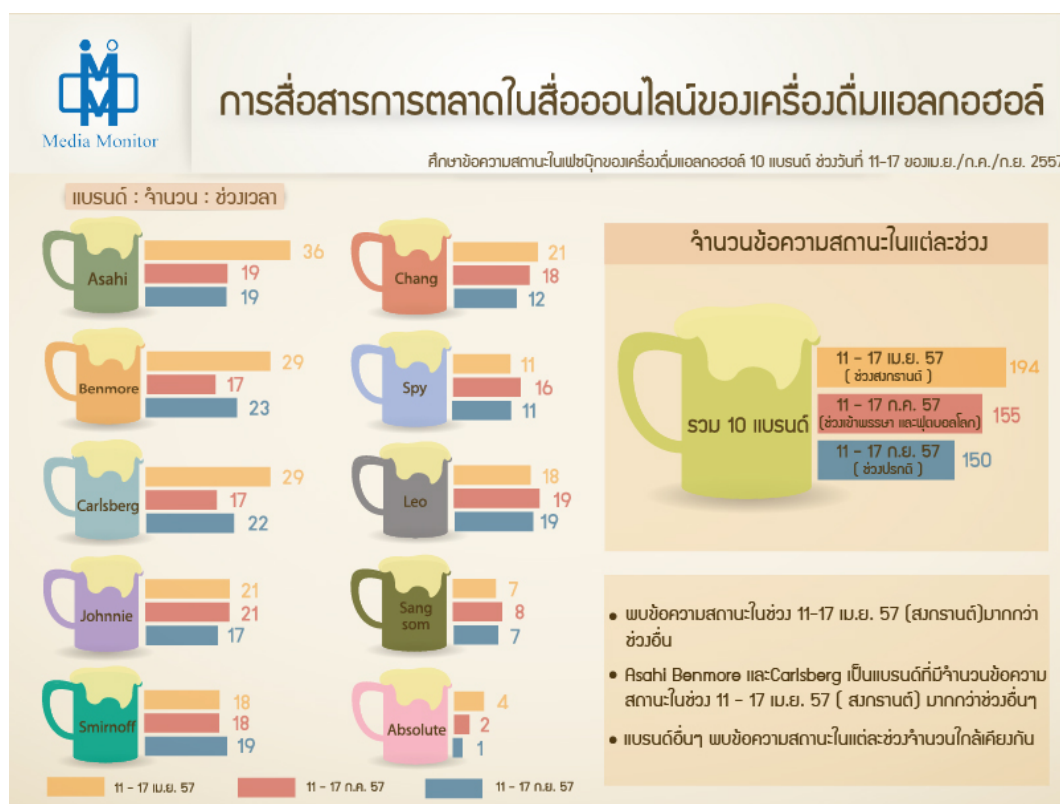 Media Monitor
การสื่อสารการตลาดในสื่อออนไลน์ของเครื่องดื่มแอลกอฮอล์
ศึกษาข้อความสถานะในเฟซบุ๊กของเครื่องดื่มแอลกอฮอล์ 10 แบรนด์ ช่วงวันที่ 11-17 ของเม.ย./ก.ค./ก.ย. 2557
แบรนด์ : จำนวน : ช่วงเวลา
Asahi
36
19
19
Benmore
29
17
23
Carlsberg
29
17
22
Johnnie
21
21
17
Smirnoff
18
18
19
Chang
21
18
12
Spy
11
16
11
Leo
18
19
19
Sang
som
7
8
7
Absolute
4
2
1
11 - 17 เม.ย. 57
11 - 17 ก.ค. 57
11 - 17 ก.ย. 57
จำนวนข้อความสถานะในแต่ละช่วง
รวม 10 แบรนด์
11 - 17 เม.ย. 57
( ช่วงสงกรานต์ )
194
11 - 17 ก.ค. 57
(ช่วงเข้าพรรษา และฟุตบอลโลก)
155
11 - 17 ก.ย. 57
( ช่วงปรกติ )
150
• พบข้อความสถานะในช่วง 11-17 เม.ย. 57 (สงกรานต์)มากกว่า
ช่วงอื่น
• Asahi Benmore และCarlsberg เป็นแบรนด์ที่มีจำนวนข้อความ
สถานะในช่วง 11 - 17 เม.ย. 57 ( สงกรานต์) มากกว่าช่วงอื่นๆ
• แบรนด์อื่นๆ พบข้อความสถานะในแต่ละช่วงจำนวนใกล้เคียงกัน